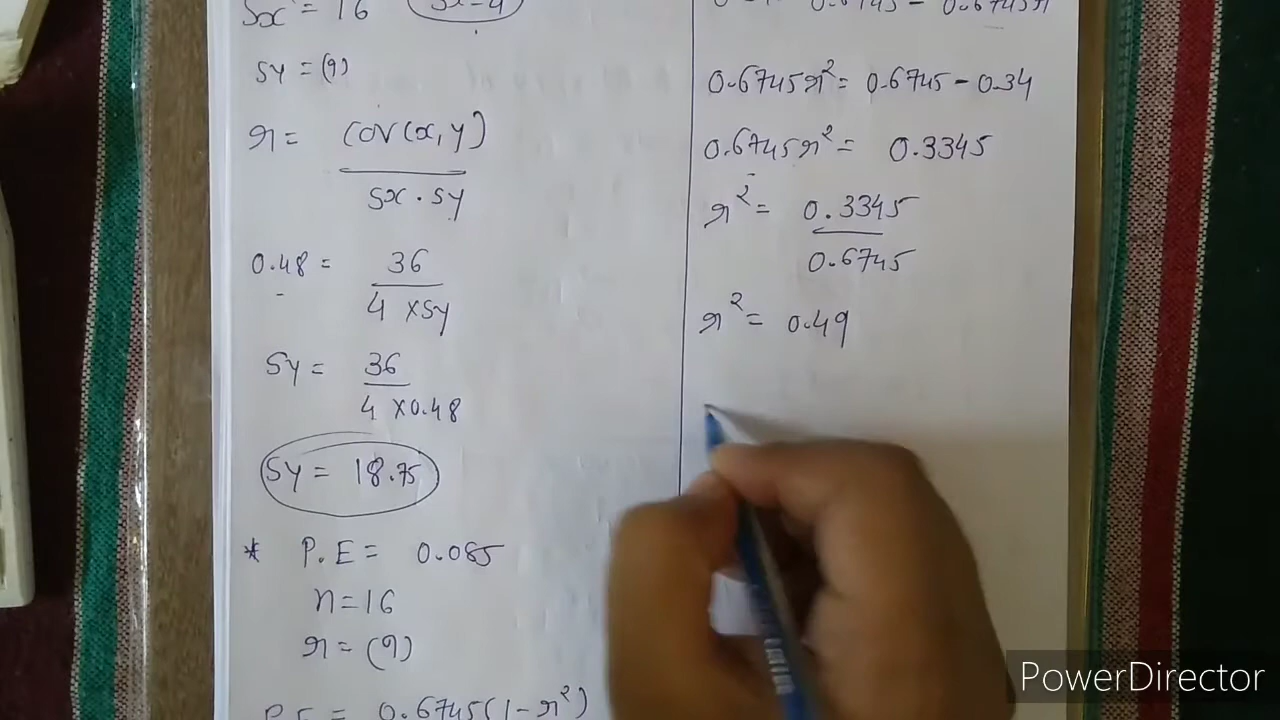 Sx² = 16 Sx = 4
Sy = (?)
r = Cov(x, y)
Sx . Sy
0.48 = 36
4 × Sy
Sy = 36
4 × 0.48
Sy = 18.75
* P.E = 0.085
n = 16
r = (?)
P.E = 0.6745(1 - r²)
0.6745r² = 0.6745 - 0.34
0.6745r² = 0.3345
r² = 0.3345
0.6745
r² = 0.49
PowerDirector